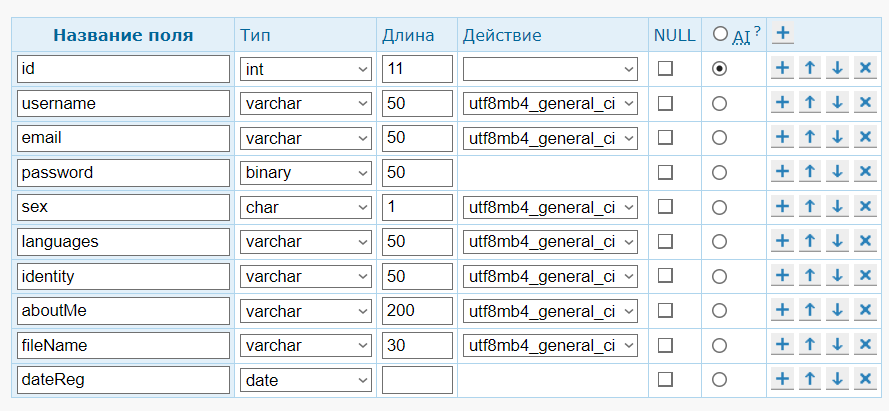 Название поля Тип Длина Действие NULL AI ?
id int 11
username varchar 50 utf8mb4_general_ci
email varchar 50 utf8mb4_general_ci
password binary 50
sex char 1 utf8mb4_general_ci
languages varchar 50 utf8mb4_general_ci
identity varchar 50 utf8mb4_general_ci
aboutMe varchar 200 utf8mb4_general_ci
fileName varchar 30 utf8mb4_general_ci
dateReg date